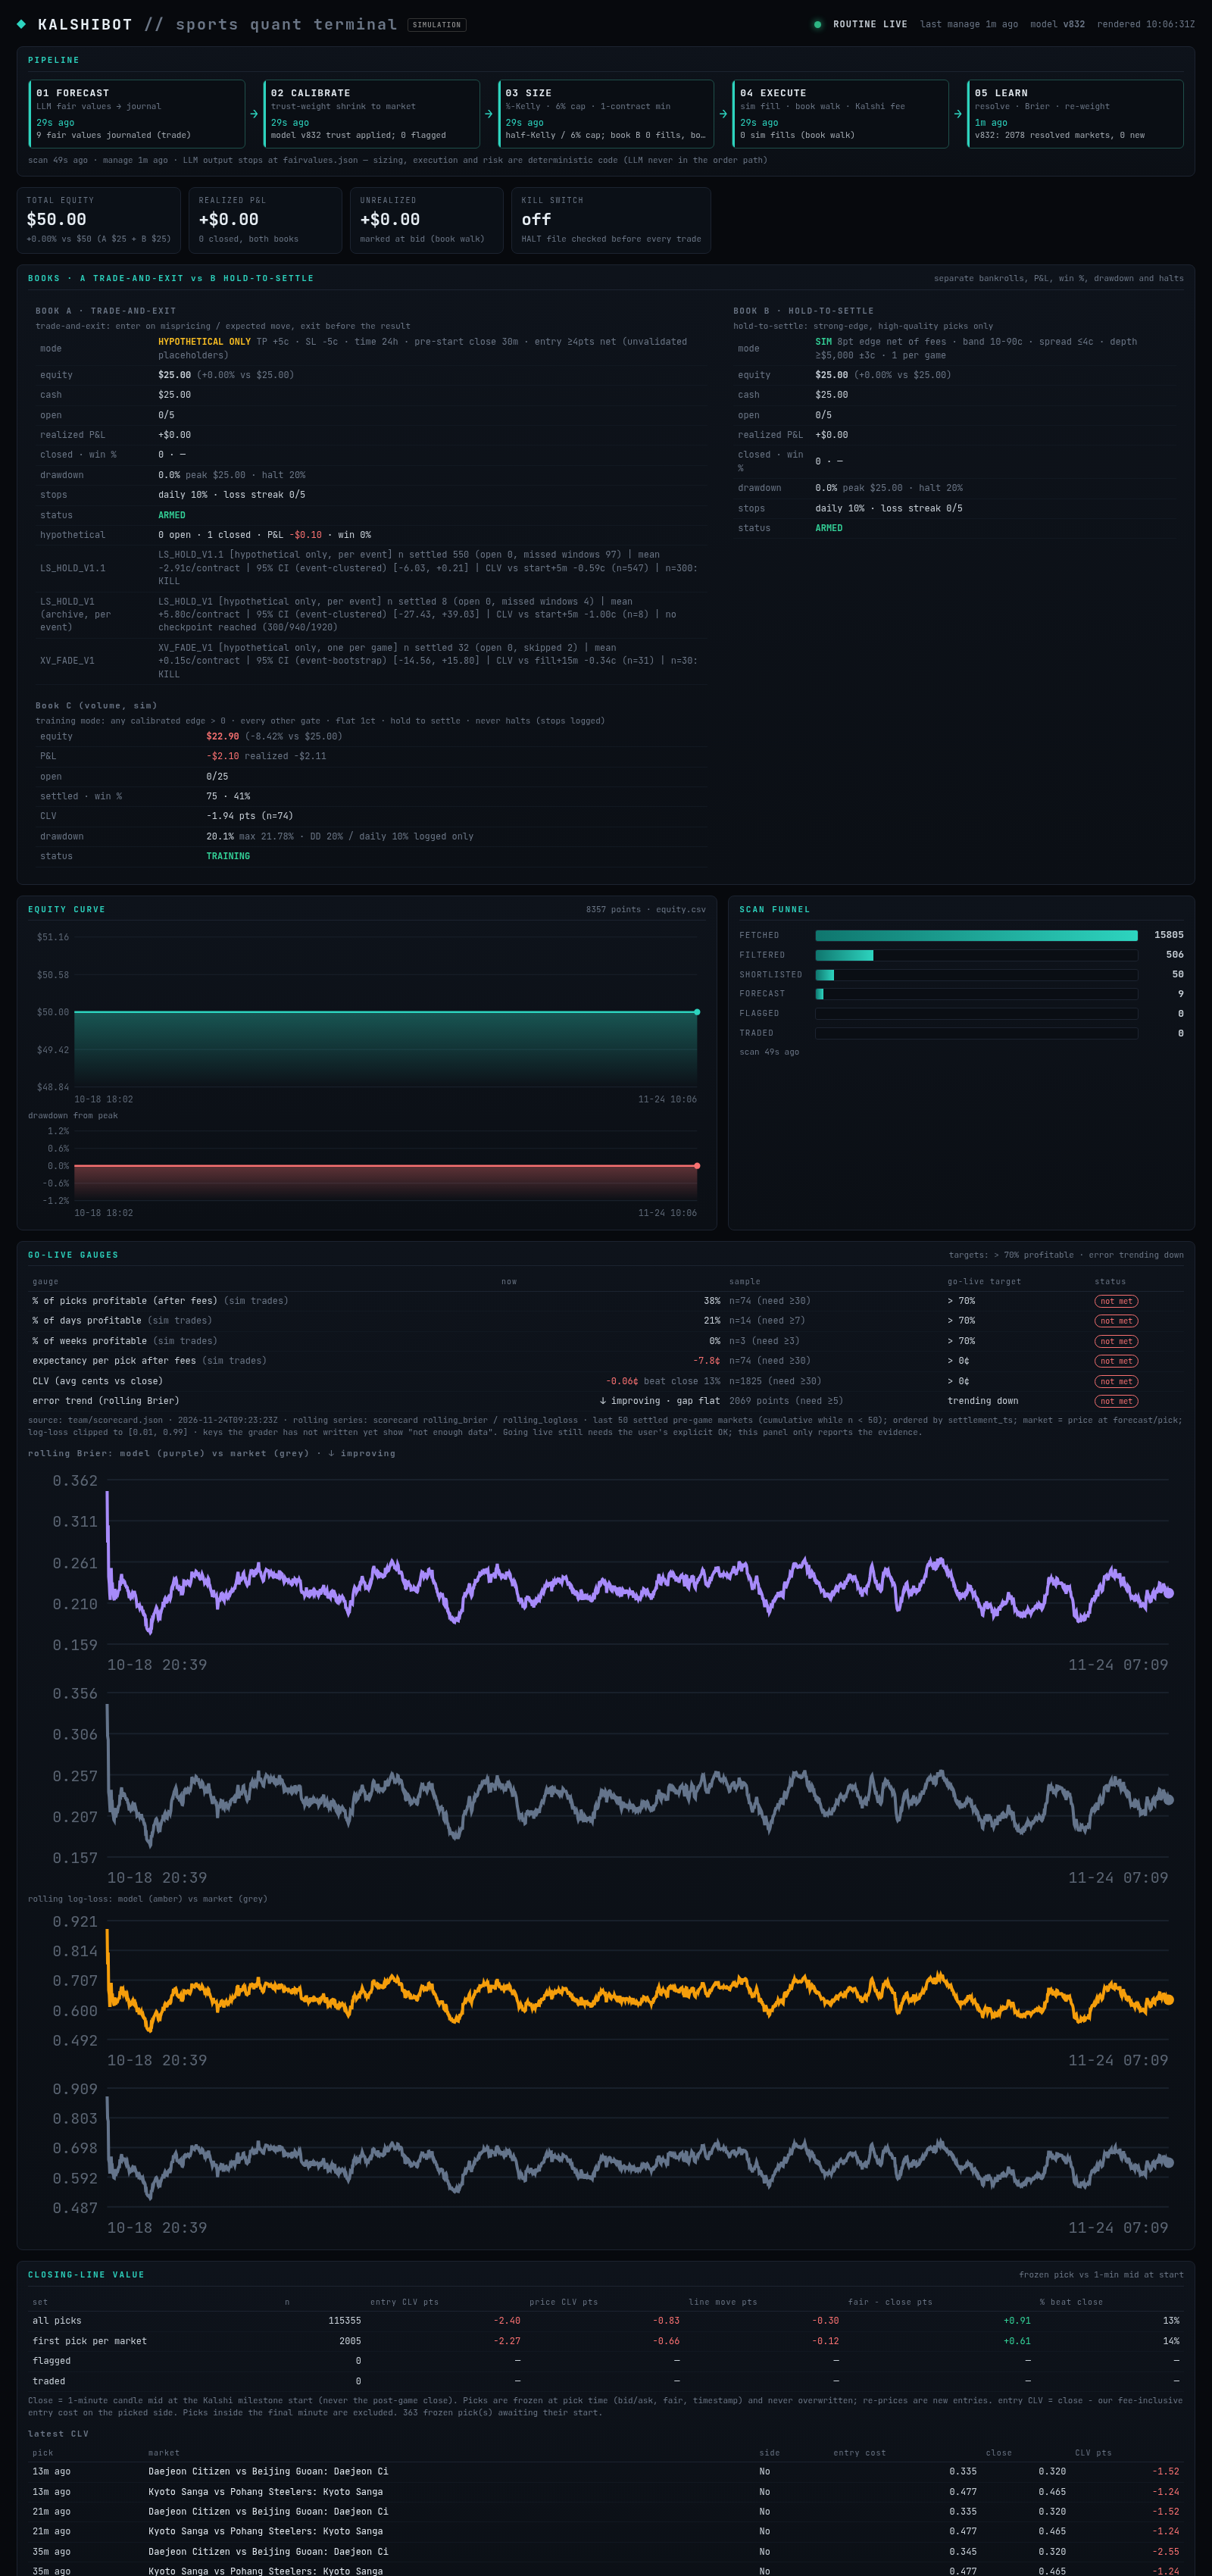 ◆ KALSHIBOT // sports quant terminal SIMULATION
ROUTINE LIVE last manage 1m ago model v832 rendered 10:06:31Z
PIPELINE
01 FORECAST
LLM fair values → journal
29s ago
9 fair values journaled (trade)
→
02 CALIBRATE
trust-weight shrink to market
29s ago
model v832 trust applied; 0 flagged
→
03 SIZE
½-Kelly · 6% cap · 1-contract min
29s ago
half-Kelly / 6% cap; book B 0 fills, bo…
→
04 EXECUTE
sim fill · book walk · Kalshi fee
29s ago
0 sim fills (book walk)
→
05 LEARN
resolve · Brier · re-weight
1m ago
v832: 2078 resolved markets, 0 new
scan 49s ago · manage 1m ago · LLM output stops at fairvalues.json — sizing, execution and risk are deterministic code (LLM never in the order path)
TOTAL EQUITY
$50.00
+0.00% vs $50 (A $25 + B $25)
REALIZED P&L
+$0.00
0 closed, both books
UNREALIZED
+$0.00
marked at bid (book walk)
KILL SWITCH
off
HALT file checked before every trade
BOOKS · A TRADE-AND-EXIT vs B HOLD-TO-SETTLE
separate bankrolls, P&L, win %, drawdown and halts
BOOK A · TRADE-AND-EXIT
trade-and-exit: enter on mispricing / expected move, exit before the result
mode HYPOTHETICAL ONLY TP +5c · SL -5c · time 24h · pre-start close 30m · entry ≥4pts net (unvalidated
placeholders)
equity $25.00 (+0.00% vs $25.00)
cash $25.00
open 0/5
realized P&L +$0.00
closed · win % 0 · —
drawdown 0.0% peak $25.00 · halt 20%
stops daily 10% · loss streak 0/5
status ARMED
hypothetical 0 open · 1 closed · P&L -$0.10 · win 0%
LS_HOLD_V1.1 LS_HOLD_V1.1 [hypothetical only, per event] n settled 550 (open 0, missed windows 97) | mean
-2.91c/contract | 95% CI (event-clustered) [-6.03, +0.21] | CLV vs start+5m -0.59c (n=547) | n=300:
KILL
LS_HOLD_V1 (archive, per event) LS_HOLD_V1 [hypothetical only, per event] n settled 8 (open 0, missed windows 4) | mean
+5.80c/contract | 95% CI (event-clustered) [-27.43, +39.03] | CLV vs start+5m -1.00c (n=8) | no
checkpoint reached (300/940/1920)
XV_FADE_V1 XV_FADE_V1 [hypothetical only, one per game] n settled 32 (open 0, skipped 2) | mean
+0.15c/contract | 95% CI (event-bootstrap) [-14.56, +15.80] | CLV vs fill+15m -0.34c (n=31) | n=30:
KILL
BOOK B · HOLD-TO-SETTLE
hold-to-settle: strong-edge, high-quality picks only
mode SIM 8pt edge net of fees · band 10-90c · spread ≤4c · depth
≥$5,000 ±3c · 1 per game
equity $25.00 (+0.00% vs $25.00)
cash $25.00
open 0/5
realized P&L +$0.00
closed · win % 0 · —
drawdown 0.0% peak $25.00 · halt 20%
stops daily 10% · loss streak 0/5
status ARMED
Book C (volume, sim)
training mode: any calibrated edge > 0 · every other gate · flat 1ct · hold to settle · never halts (stops logged)
equity $22.90 (-8.42% vs $25.00)
P&L -$2.10 realized -$2.11
open 0/25
settled · win % 75 · 41%
CLV -1.94 pts (n=74)
drawdown 20.1% max 21.78% · DD 20% / daily 10% logged only
status TRAINING
EQUITY CURVE
8357 points · equity.csv
$51.16
$50.58
$50.00
$49.42
$48.84
10-18 18:02 11-24 10:06
drawdown from peak
1.2%
0.6%
0.0%
-0.6%
-1.2%
10-18 18:02 11-24 10:06
SCAN FUNNEL
FETCHED 15805
FILTERED 506
SHORTLISTED 50
FORECAST 9
FLAGGED 0
TRADED 0
scan 49s ago
GO-LIVE GAUGES
targets: > 70% profitable · error trending down
gauge now sample go-live target status
% of picks profitable (after fees) (sim trades) 38% n=74 (need ≥30) > 70% not met
% of days profitable (sim trades) 21% n=14 (need ≥7) > 70% not met
% of weeks profitable (sim trades) 0% n=3 (need ≥3) > 70% not met
expectancy per pick after fees (sim trades) -7.8¢ n=74 (need ≥30) > 0¢ not met
CLV (avg cents vs close) -0.06¢ beat close 13% n=1825 (need ≥30) > 0¢ not met
error trend (rolling Brier) ↓ improving · gap flat 2069 points (need ≥5) trending down not met
source: team/scorecard.json · 2026-11-24T09:23:23Z · rolling series: scorecard rolling_brier / rolling_logloss · last 50 settled pre-game markets (cumulative while n < 50); ordered by settlement_ts; market = price at forecast/pick;
log-loss clipped to [0.01, 0.99] · keys the grader has not written yet show "not enough data". Going live still needs the user's explicit OK; this panel only reports the evidence.
rolling Brier: model (purple) vs market (grey) · ↓ improving
0.362
0.311
0.261
0.210
0.159
10-18 20:39 11-24 07:09
0.356
0.306
0.257
0.207
0.157
10-18 20:39 11-24 07:09
rolling log-loss: model (amber) vs market (grey)
0.921
0.814
0.707
0.600
0.492
10-18 20:39 11-24 07:09
0.909
0.803
0.698
0.592
0.487
10-18 20:39 11-24 07:09
CLOSING-LINE VALUE
frozen pick vs 1-min mid at start
set n entry CLV pts price CLV pts line move pts fair - close pts % beat close
all picks 115355 -2.40 -0.83 -0.30 +0.91 13%
first pick per market 2005 -2.27 -0.66 -0.12 +0.61 14%
flagged 0 — — — — —
traded 0 — — — — —
Close = 1-minute candle mid at the Kalshi milestone start (never the post-game close). Picks are frozen at pick time (bid/ask, fair, timestamp) and never overwritten; re-prices are new entries. entry CLV = close - our fee-inclusive
entry cost on the picked side. Picks inside the final minute are excluded. 363 frozen pick(s) awaiting their start.
latest CLV
pick market side entry cost close CLV pts
13m ago Daejeon Citizen vs Beijing Guoan: Daejeon Ci No 0.335 0.320 -1.52
13m ago Kyoto Sanga vs Pohang Steelers: Kyoto Sanga No 0.477 0.465 -1.24
21m ago Daejeon Citizen vs Beijing Guoan: Daejeon Ci No 0.335 0.320 -1.52
21m ago Kyoto Sanga vs Pohang Steelers: Kyoto Sanga No 0.477 0.465 -1.24
35m ago Daejeon Citizen vs Beijing Guoan: Daejeon Ci No 0.345 0.320 -2.55
35m ago Kyoto Sanga vs Pohang Steelers: Kyoto Sanga No 0.477 0.465 -1.24